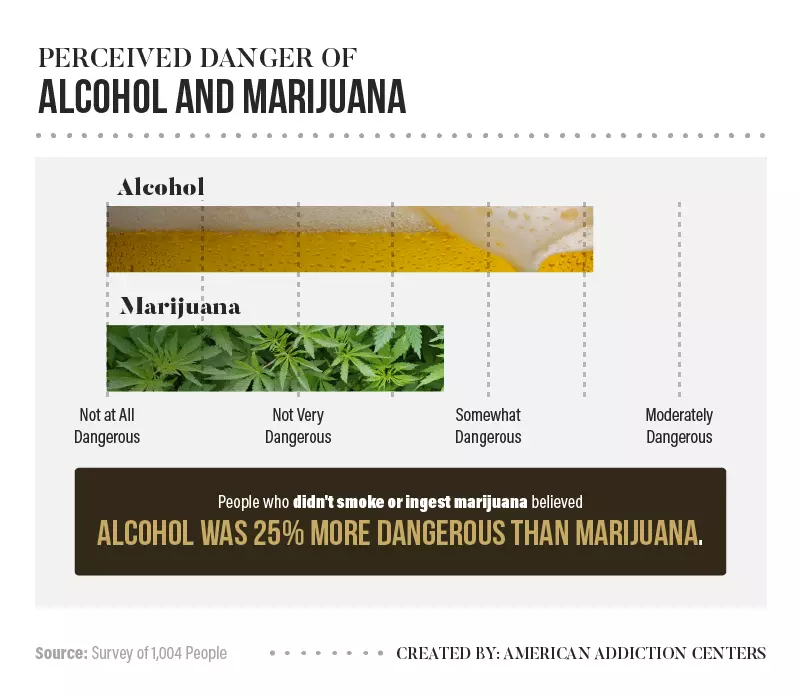 PERCEIVED DANGER OF
ALCOHOL AND MARIJUANA
Alcohol
Marijuana
Not at All Dangerous
Not Very Dangerous
Somewhat Dangerous
Moderately Dangerous
People who didn't smoke or ingest marijuana believed
ALCOHOL WAS 25% MORE DANGEROUS THAN MARIJUANA.
Source: Survey of 1,004 People
CREATED BY: AMERICAN ADDICTION CENTERS